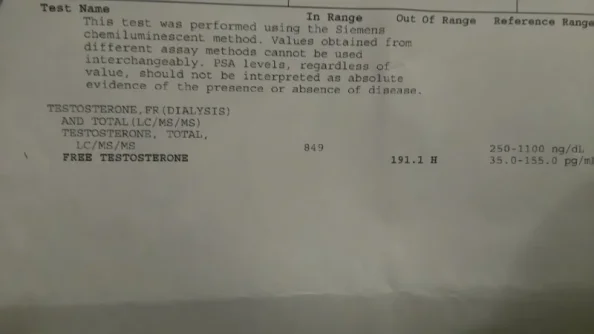 Test Name In Range Out Of Range Reference Range
This test was performed using the Siemens
chemiluminescent method. Values obtained from
different assay methods cannot be used
interchangeably. PSA levels, regardless of
value, should not be interpreted as absolute
evidence of the presence or absence of disease.
TESTOSTERONE,FR(DIALYSIS)
AND TOTAL(LC/MS/MS)
TESTOSTERONE, TOTAL,
LC/MS/MS 849 250-1100 ng/dL
FREE TESTOSTERONE 191.1 H 35.0-155.0 pg/mL